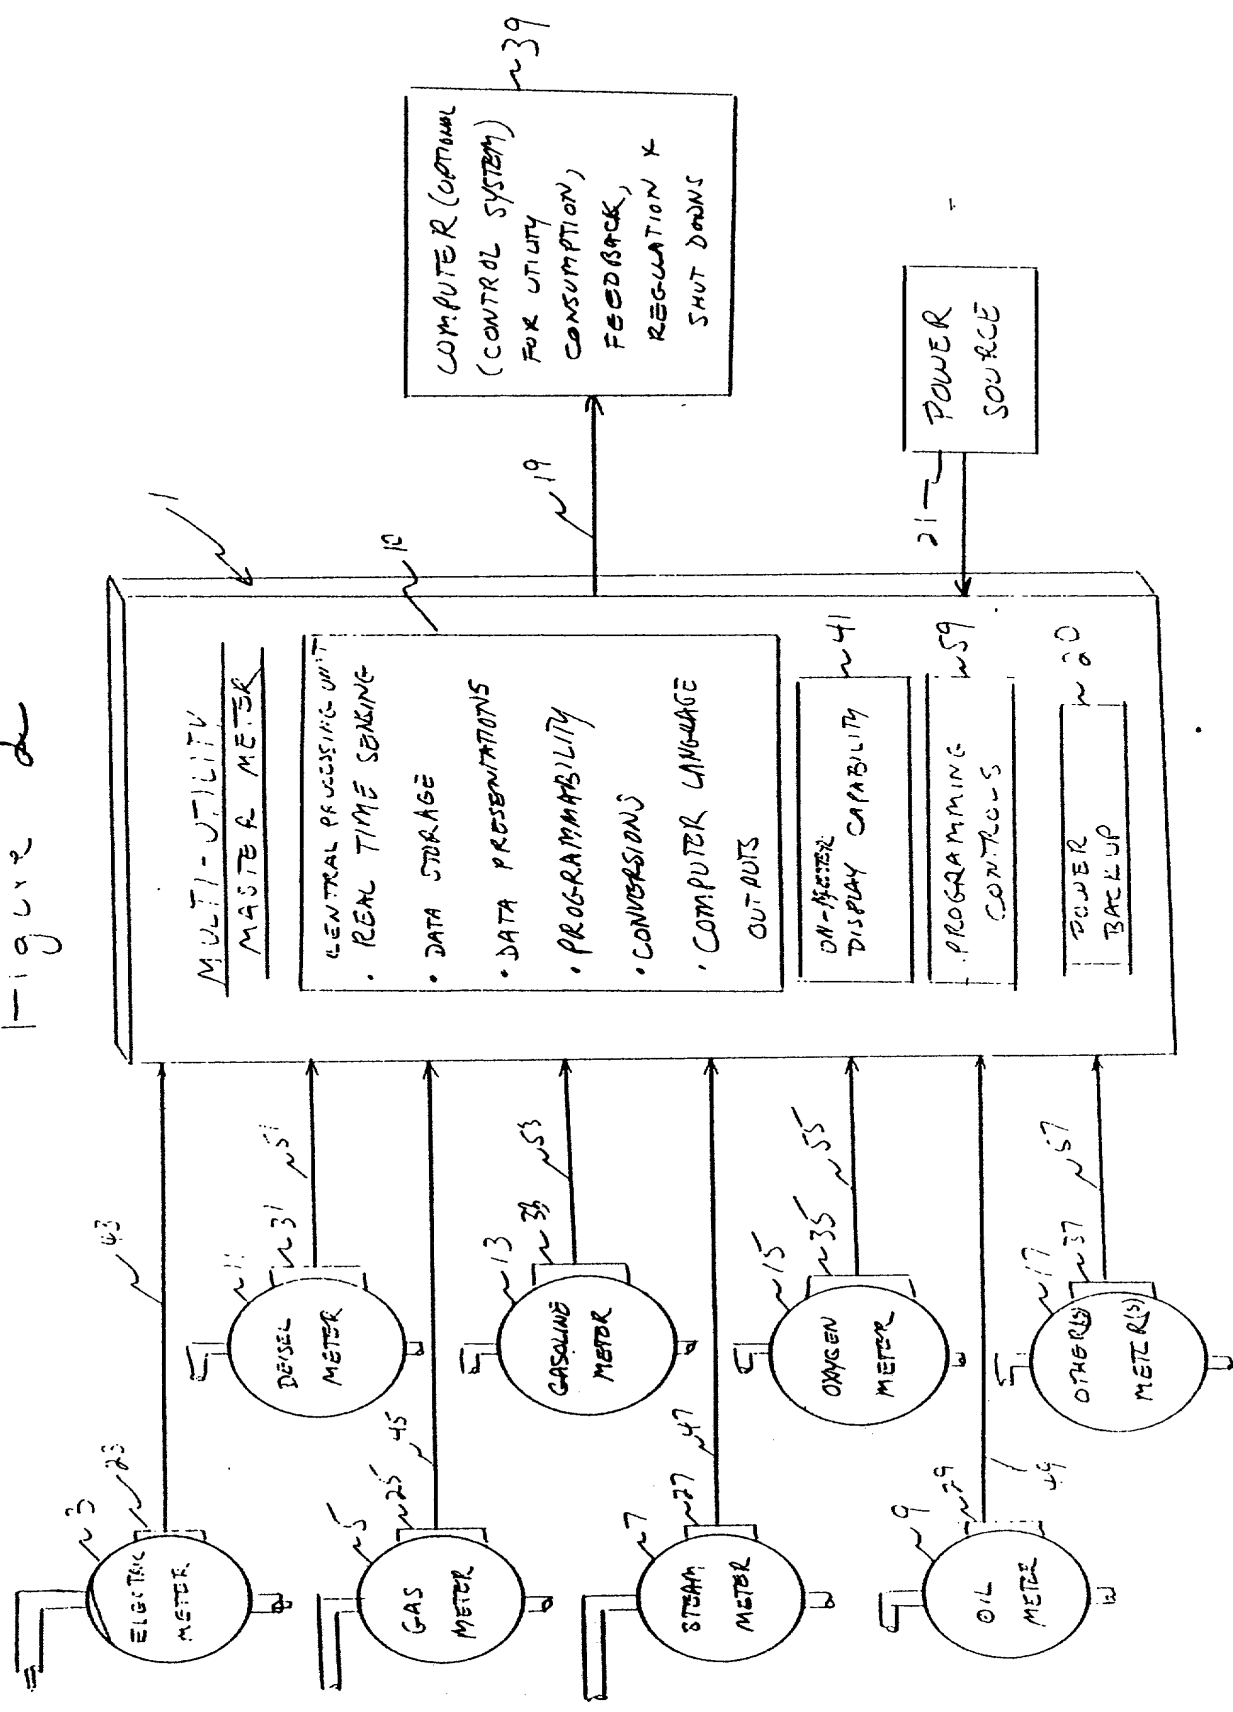 Figure 2
1
MULTI-UTILITY
MASTER METER
10
CENTRAL PROCESSING UNIT
• REAL TIME SENSING
• DATA STORAGE
• DATA PRESENTATIONS
• PROGRAMMABILITY
• CONVERSIONS
• COMPUTER LANGUAGE
OUTPUTS
ON-METER
DISPLAY CAPABILITY
41
PROGRAMMING
CONTROLS
59
POWER
BACKUP
20
19
COMPUTER (OPTIONAL
(CONTROL SYSTEM)
FOR UTILITY
CONSUMPTION,
FEEDBACK,
REGULATION &
SHUT DOWNS
39
21
POWER
SOURCE
ELECTRIC
METER
3
23
43
DEISEL
METER
11
31
51
GAS
METER
5
25
45
GASOLINE
METER
13
33
53
STEAM
METER
7
27
47
OXYGEN
METER
15
35
55
OIL
METER
9
29
49
OTHER(S)
METER(S)
17
37
57